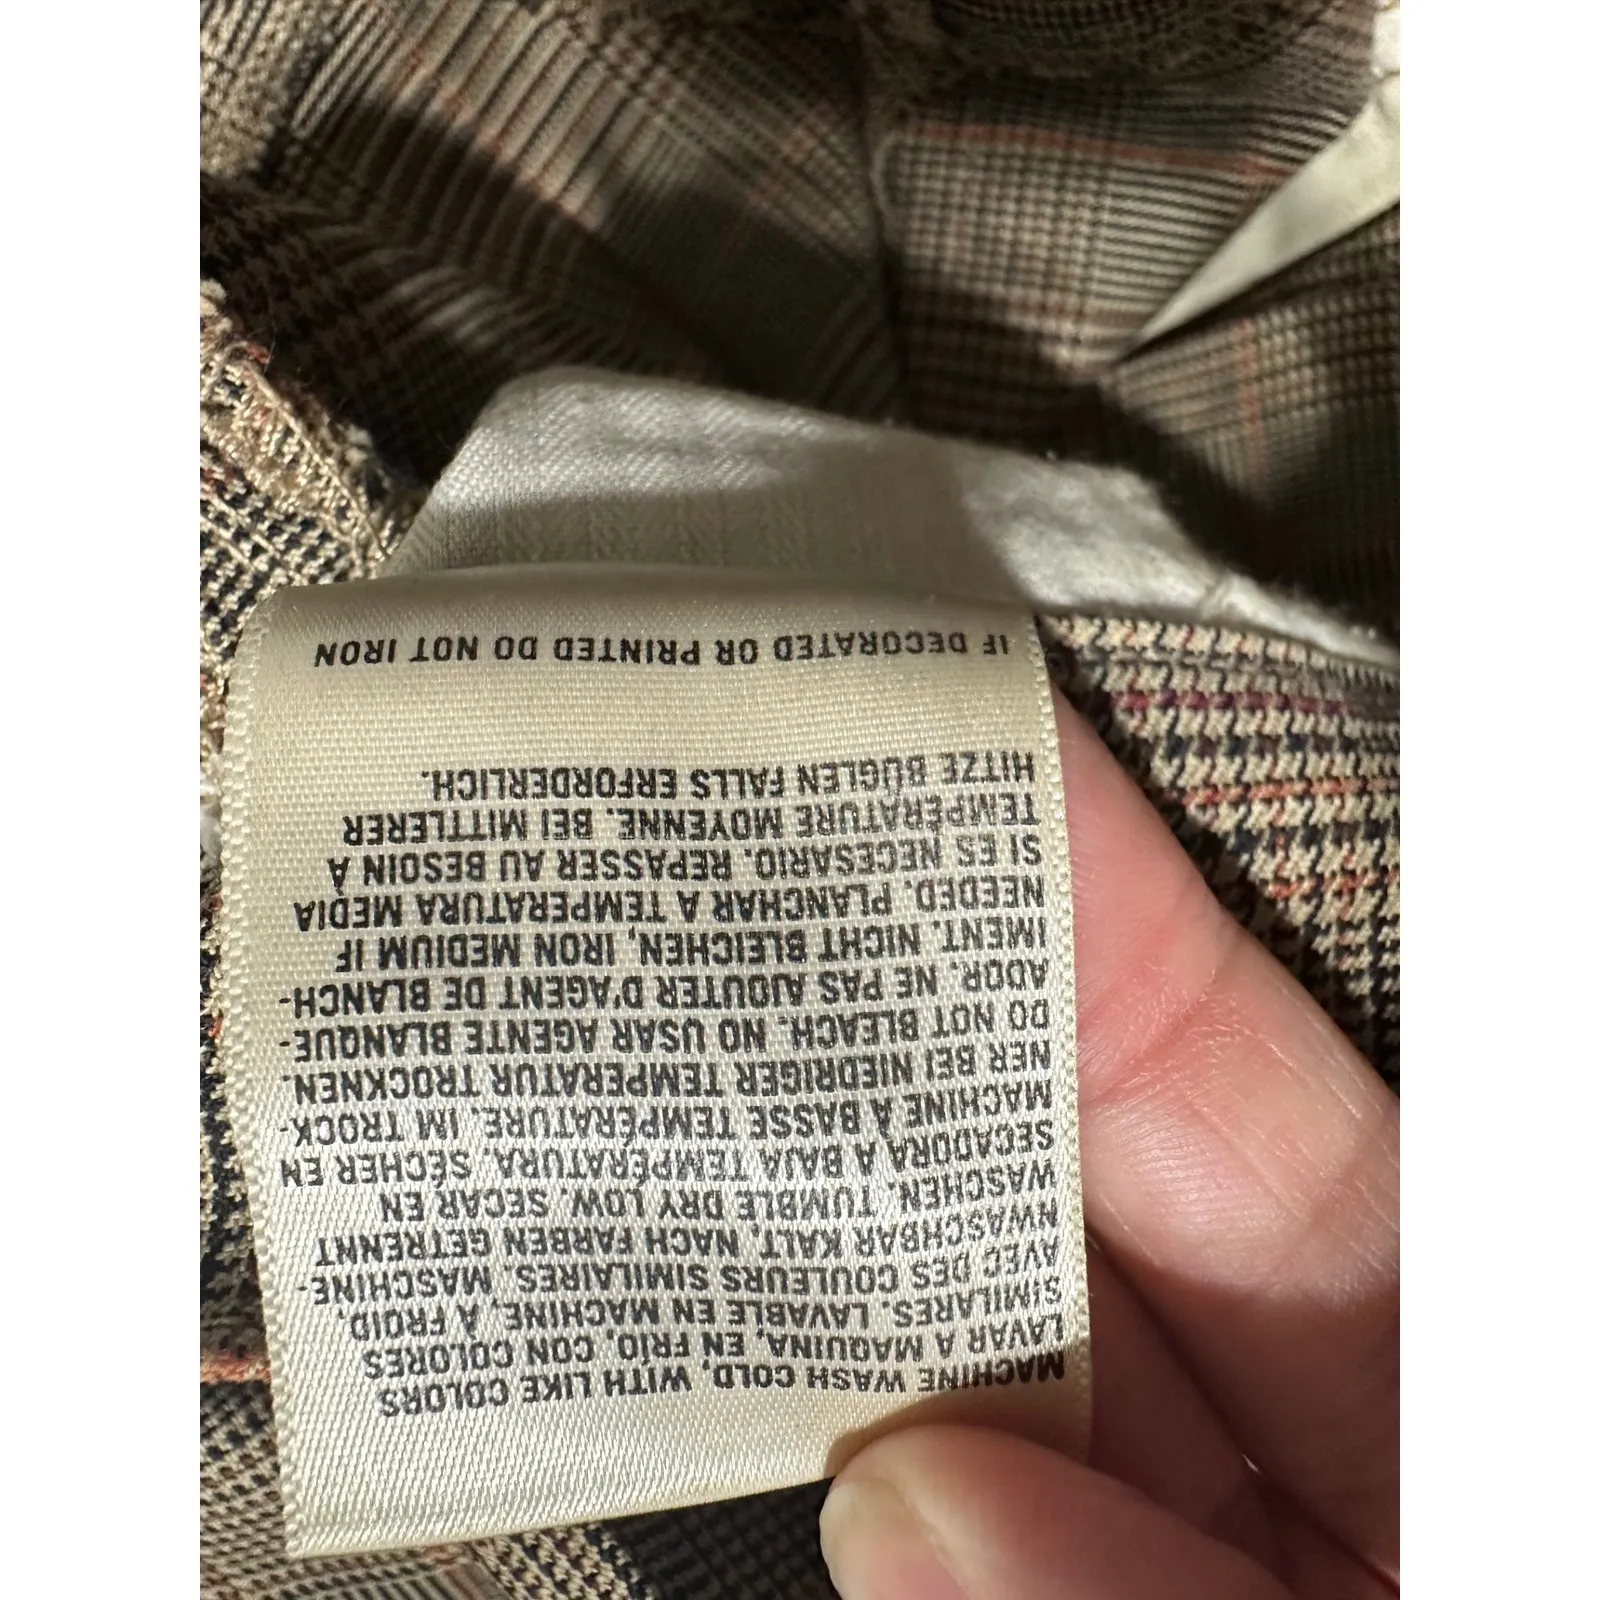 MACHINE WASH COLD, WITH LIKE COLORS
LAVAR A MAQUINA, EN FRIO, CON COLORES
SIMILARES. LAVABLE EN MACHINE, À FROID,
AVEC DES COULEURS SIMILAIRES. MASCHINE-
NWASCHBAR KALT, NACH FARBEN GETRENNT
WASCHEN, TUMBLE DRY LOW. SECAR EN
SECADORA A BAJA TEMPÉRATURA. SÉCHER EN
MACHINE À BASSE TEMPÉRATURE. IM TROCK-
NER BEI NIEDRIGER TEMPERATUR TROCKNEN.
DO NOT BLEACH. NO USAR AGENTE BLANQUE-
ADOR. NE PAS AJOUTER D'AGENT DE BLANCH-
IMENT. NICHT BLEICHEN, IRON MEDIUM IF
NEEDED. PLANCHAR A TEMPERATURA MEDIA
SI ES NECESARIO. REPASSER AU BESOIN À
TEMPÉRATURE MOYENNE. BEI MITTLERER
HITZE BÜGLEN FALLS ERFORDERLICH.
IF DECORATED OR PRINTED DO NOT IRON